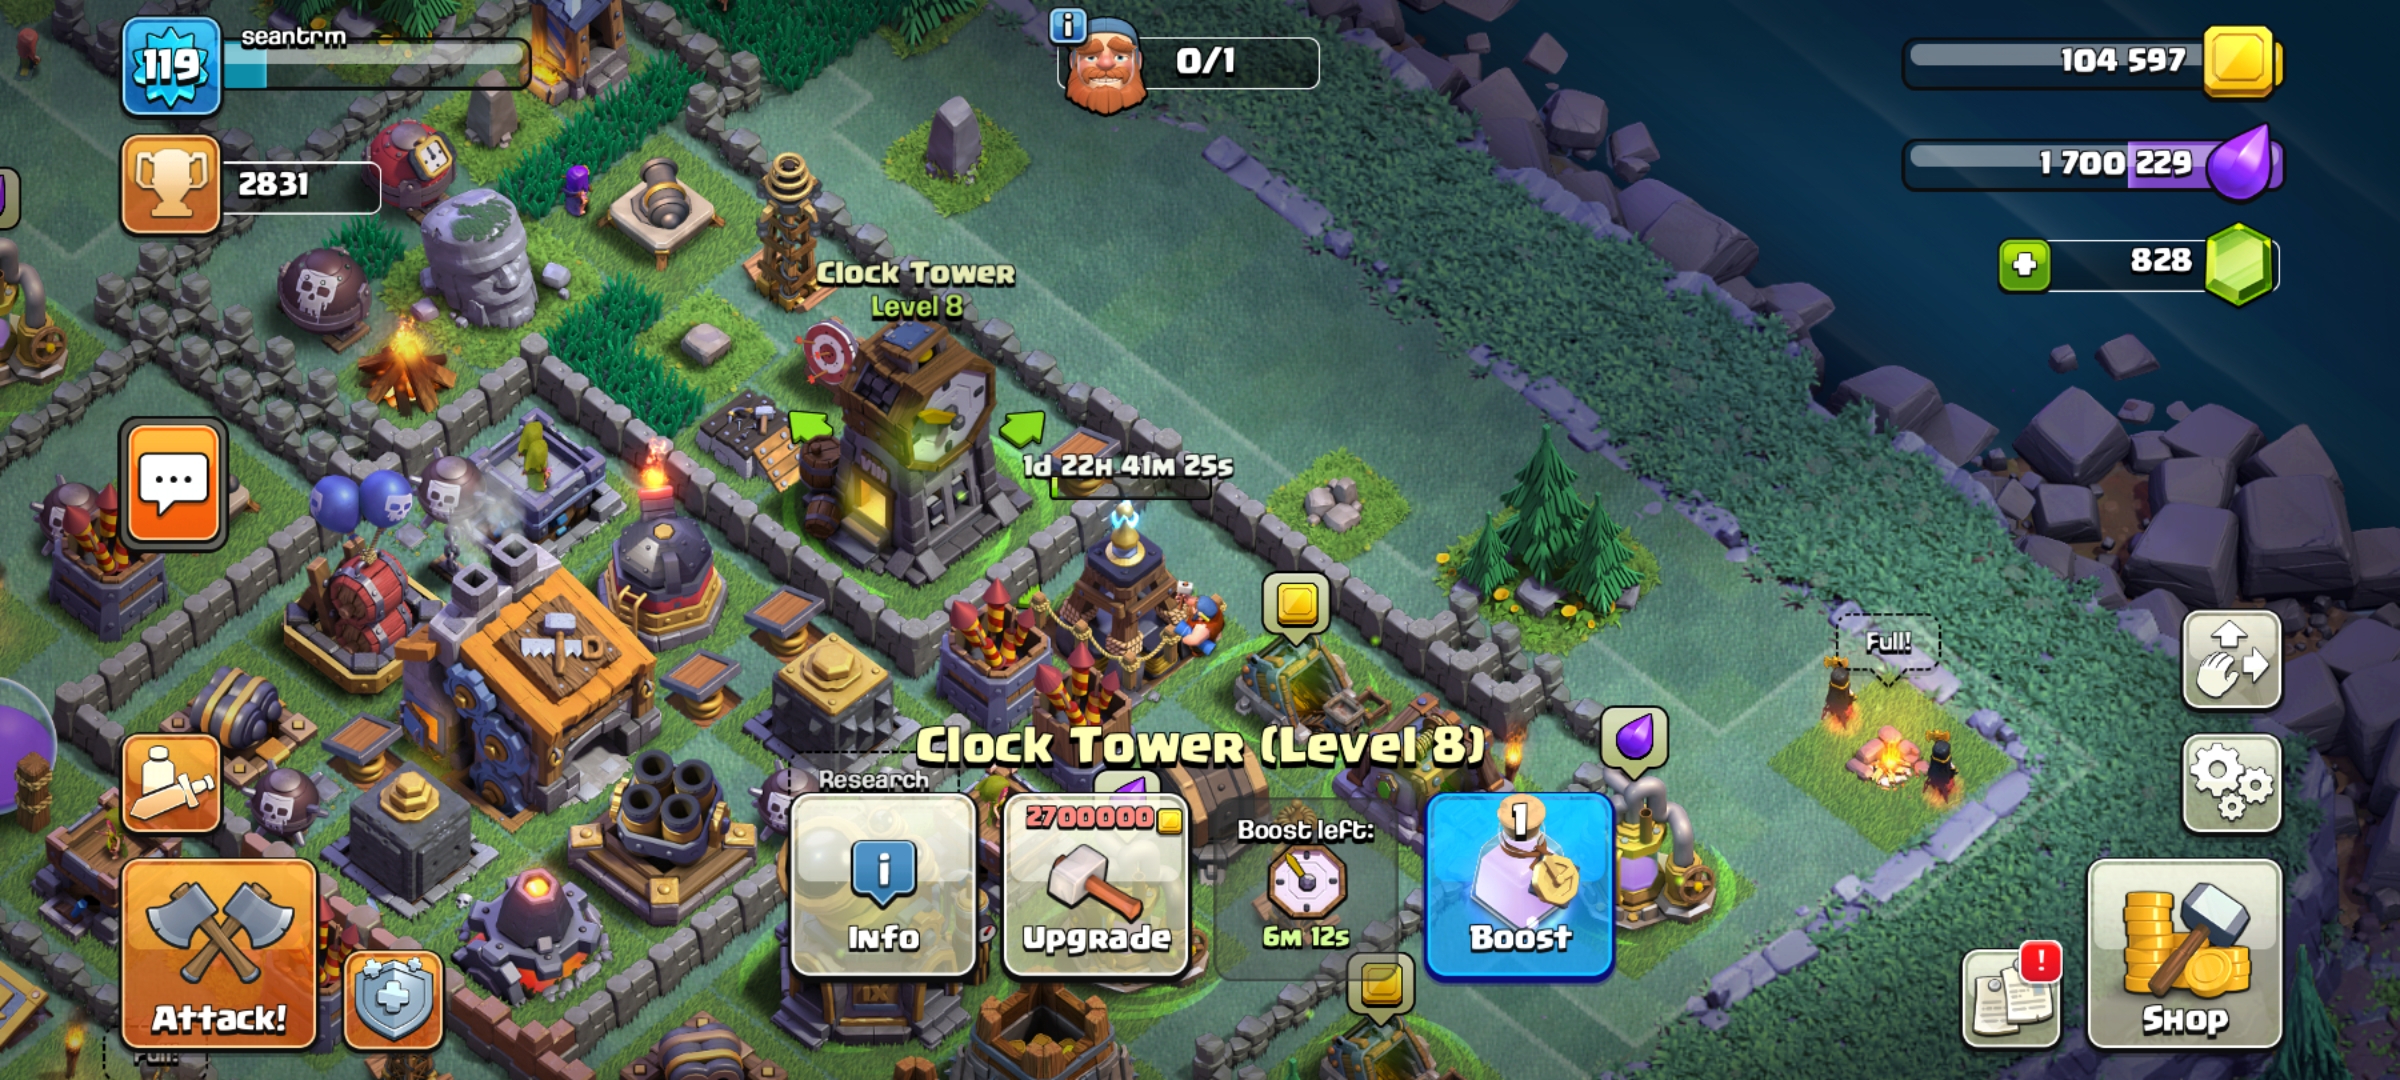 seantrm
119
0/1
104 597
2831
1 700 229
828
Clock Tower
Level 8
1d 22H 41M 25s
Full!
Clock Tower (Level 8)
Research
2700000
Boost left:
1
Info
Upgrade
6M 12s
Boost
Attack!
!
Shop
Full!